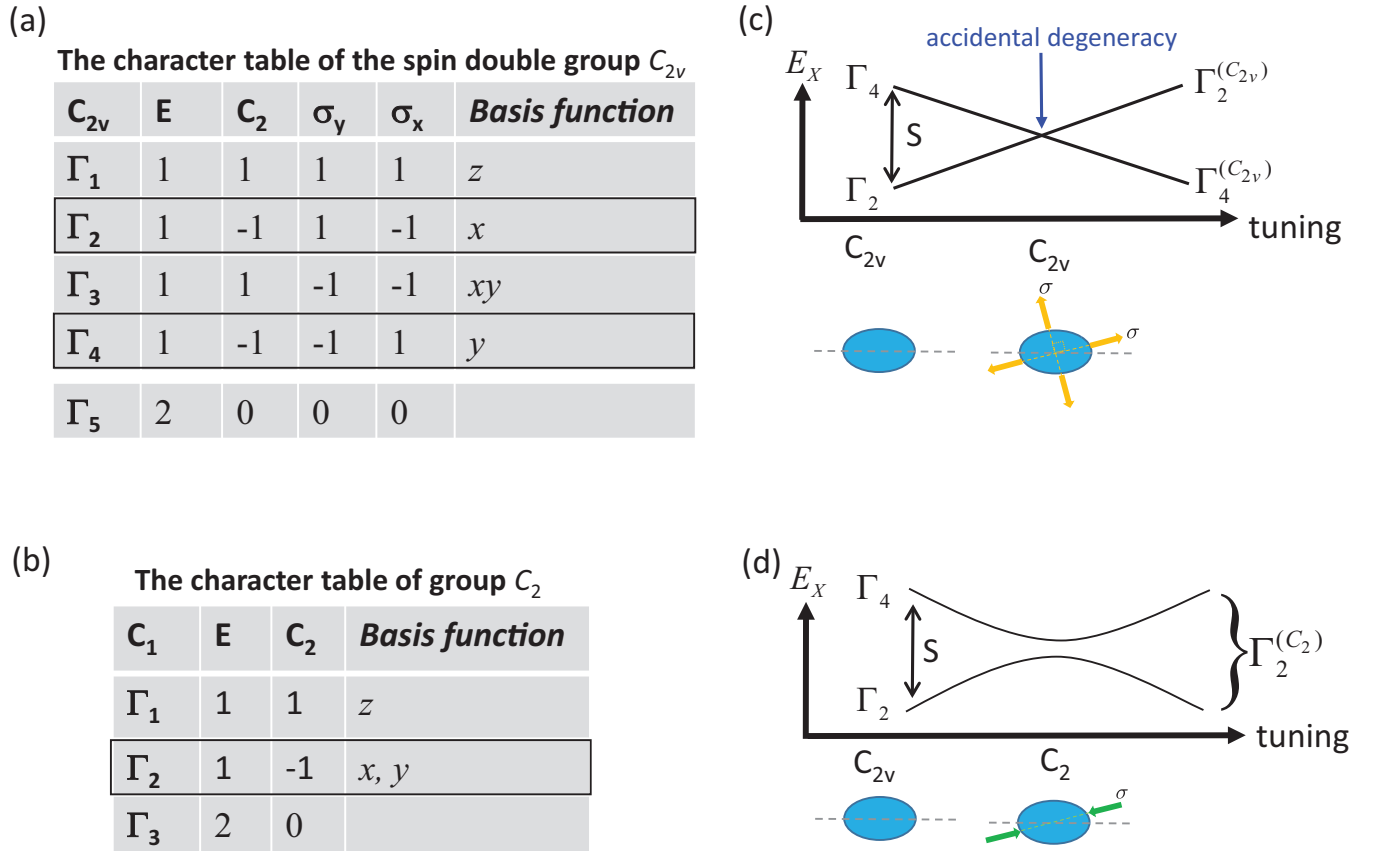 (a)
The character table of the spin double group C2v
C2v E C2 σy σx Basis function
Γ1 1 1 1 1 z
Γ2 1 -1 1 -1 x
Γ3 1 1 -1 -1 xy
Γ4 1 -1 -1 1 y
Γ5 2 0 0 0
(b)
The character table of group C2
C1 E C2 Basis function
Γ1 1 1 z
Γ2 1 -1 x, y
Γ3 2 0
(c)
accidental degeneracy
EX Γ4 Γ2(C2v)
S
Γ2 Γ4(C2v)
tuning
C2v C2v
σ
σ
(d)
EX Γ4
S Γ2(C2)
Γ2
tuning
C2v C2
σ